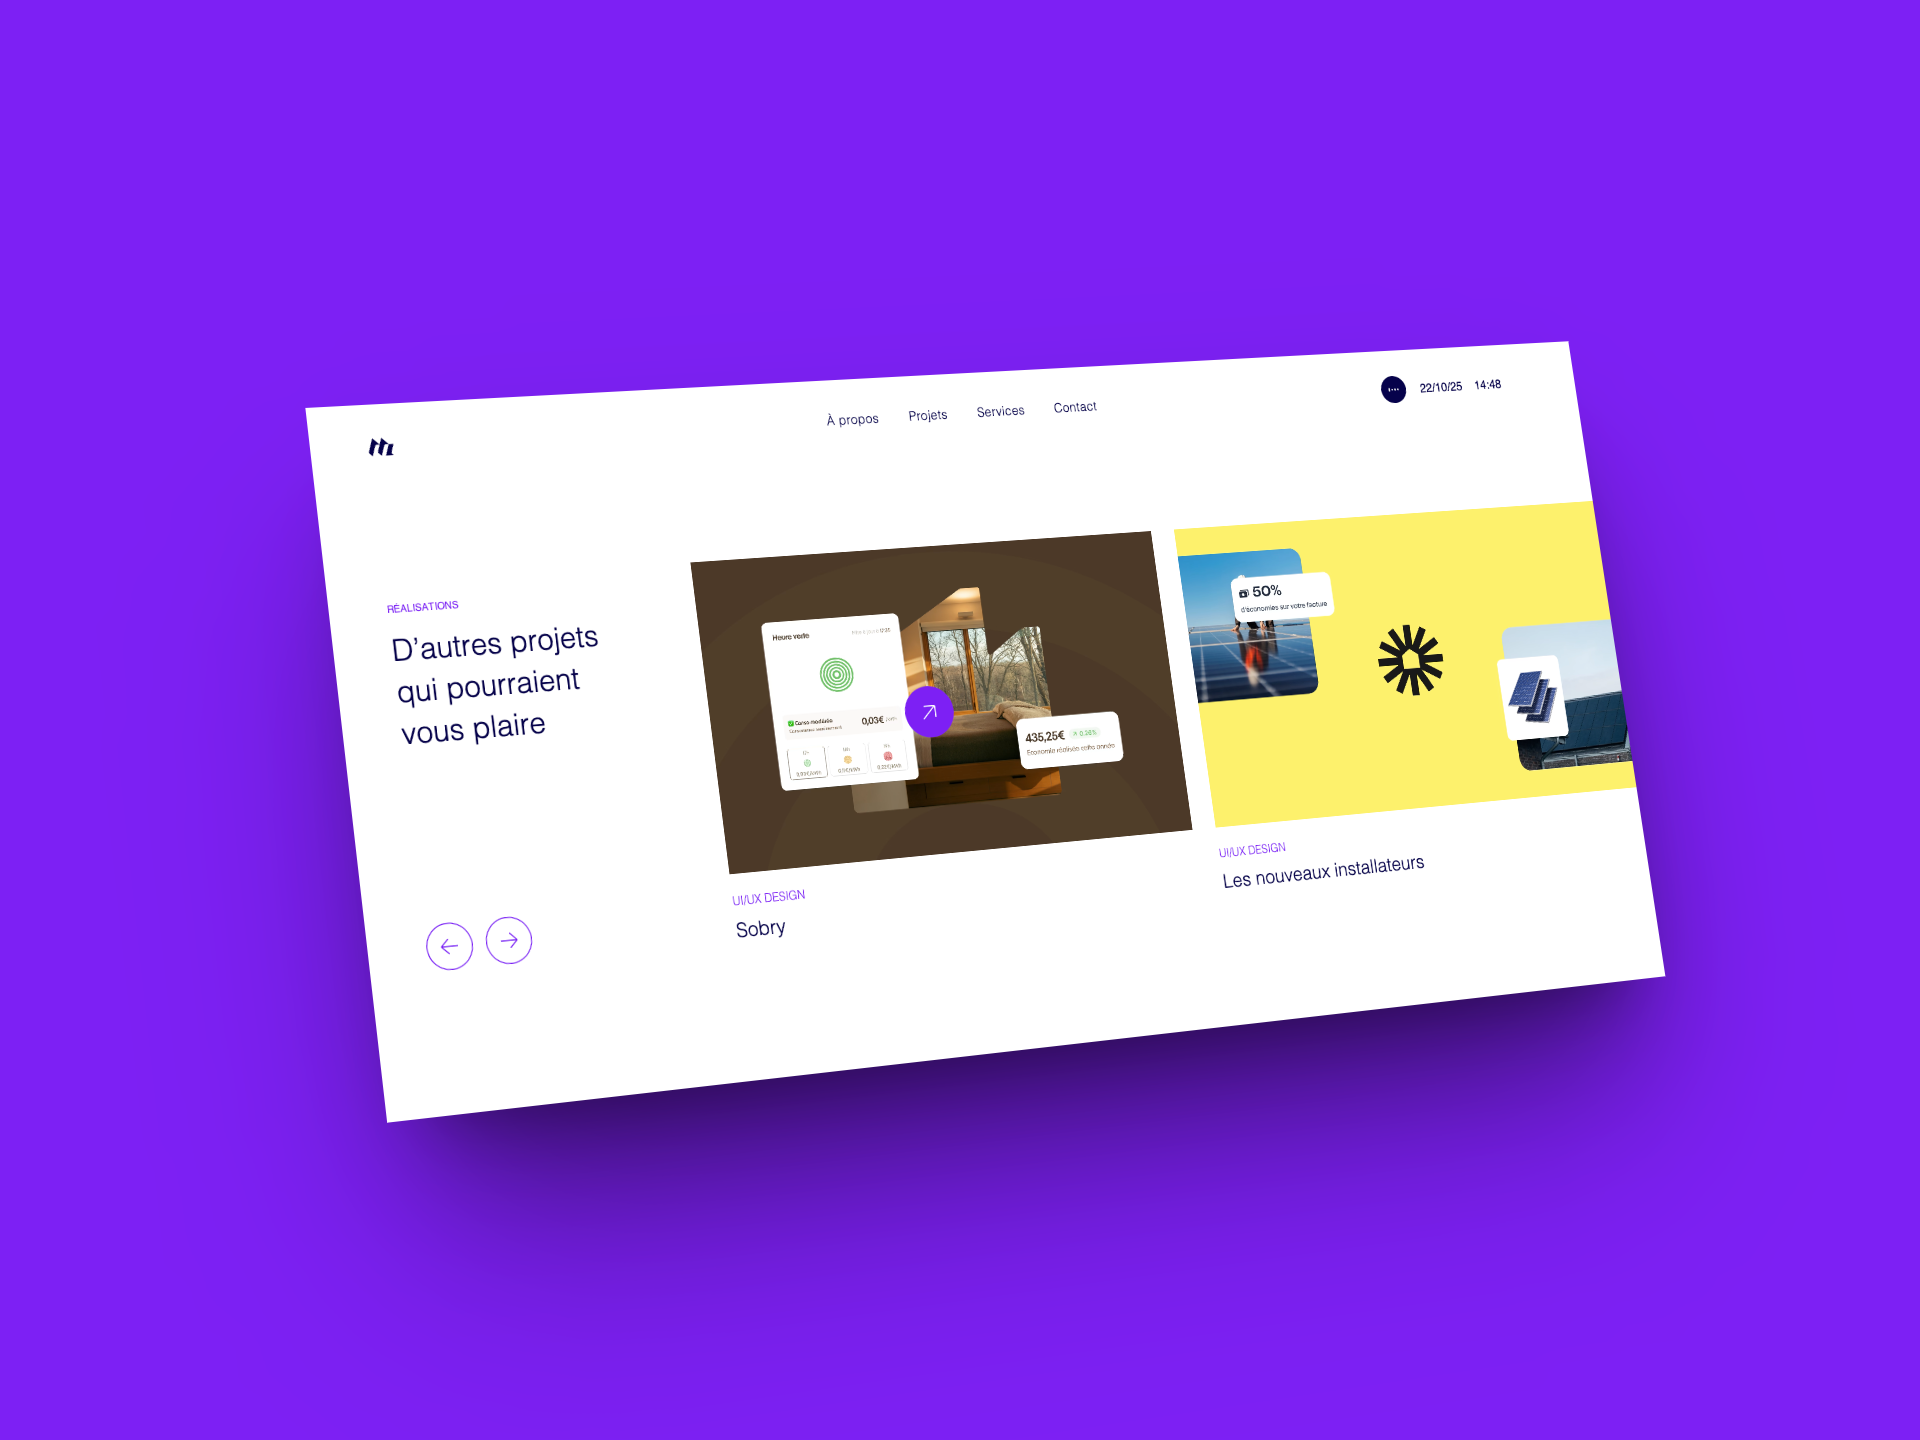 À propos Projets Services Contact
22/10/25 14:48
RÉALISATIONS
D’autres projets
qui pourraient
vous plaire
Heure verte
0,03€
435,25€
Economie réalisée cette année
50%
d'économies sur votre facture
UI/UX DESIGN
Sobry
UI/UX DESIGN
Les nouveaux installateurs